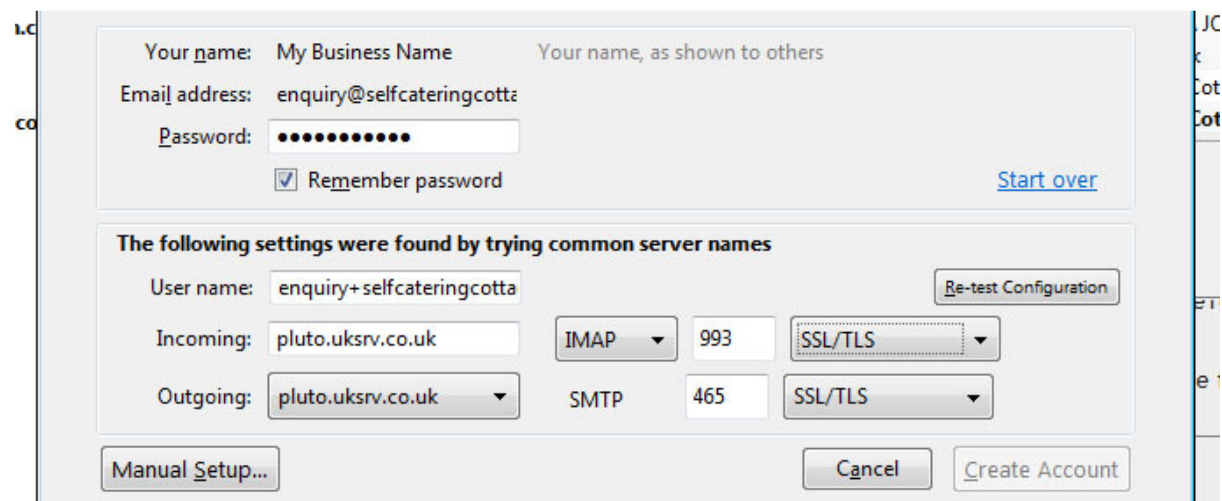 Your name: My Business Name Your name, as shown to others
Email address: enquiry@selfcateringcotta
Password: •••••••••••
Remember password Start over
The following settings were found by trying common server names
User name: enquiry+selfcateringcotta Re-test Configuration
Incoming: pluto.uksrv.co.uk IMAP 993 SSL/TLS
Outgoing: pluto.uksrv.co.uk SMTP 465 SSL/TLS
Manual Setup... Cancel Create Account